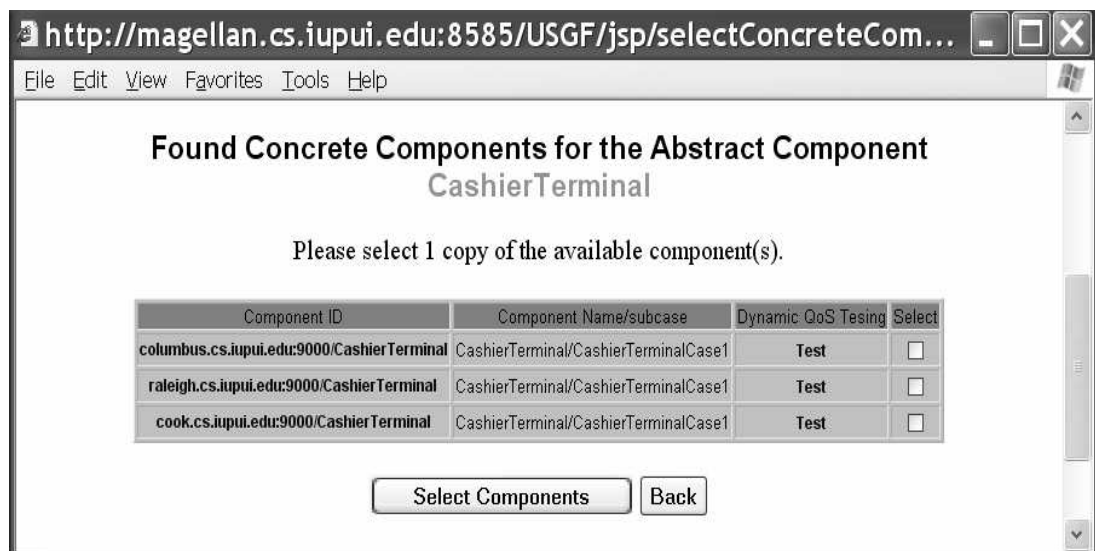 http://magellan.cs.iupui.edu:8585/USGF/jsp/selectConcreteCom...
File Edit View Favorites Tools Help
Found Concrete Components for the Abstract Component
CashierTerminal
Please select 1 copy of the available component(s).
Component ID Component Name/subcase Dynamic QoS Tesing Select
columbus.cs.iupui.edu:9000/CashierTerminal CashierTerminal/CashierTerminalCase1 Test
raleigh.cs.iupui.edu:9000/CashierTerminal CashierTerminal/CashierTerminalCase1 Test
cook.cs.iupui.edu:9000/CashierTerminal CashierTerminal/CashierTerminalCase1 Test
Select Components Back